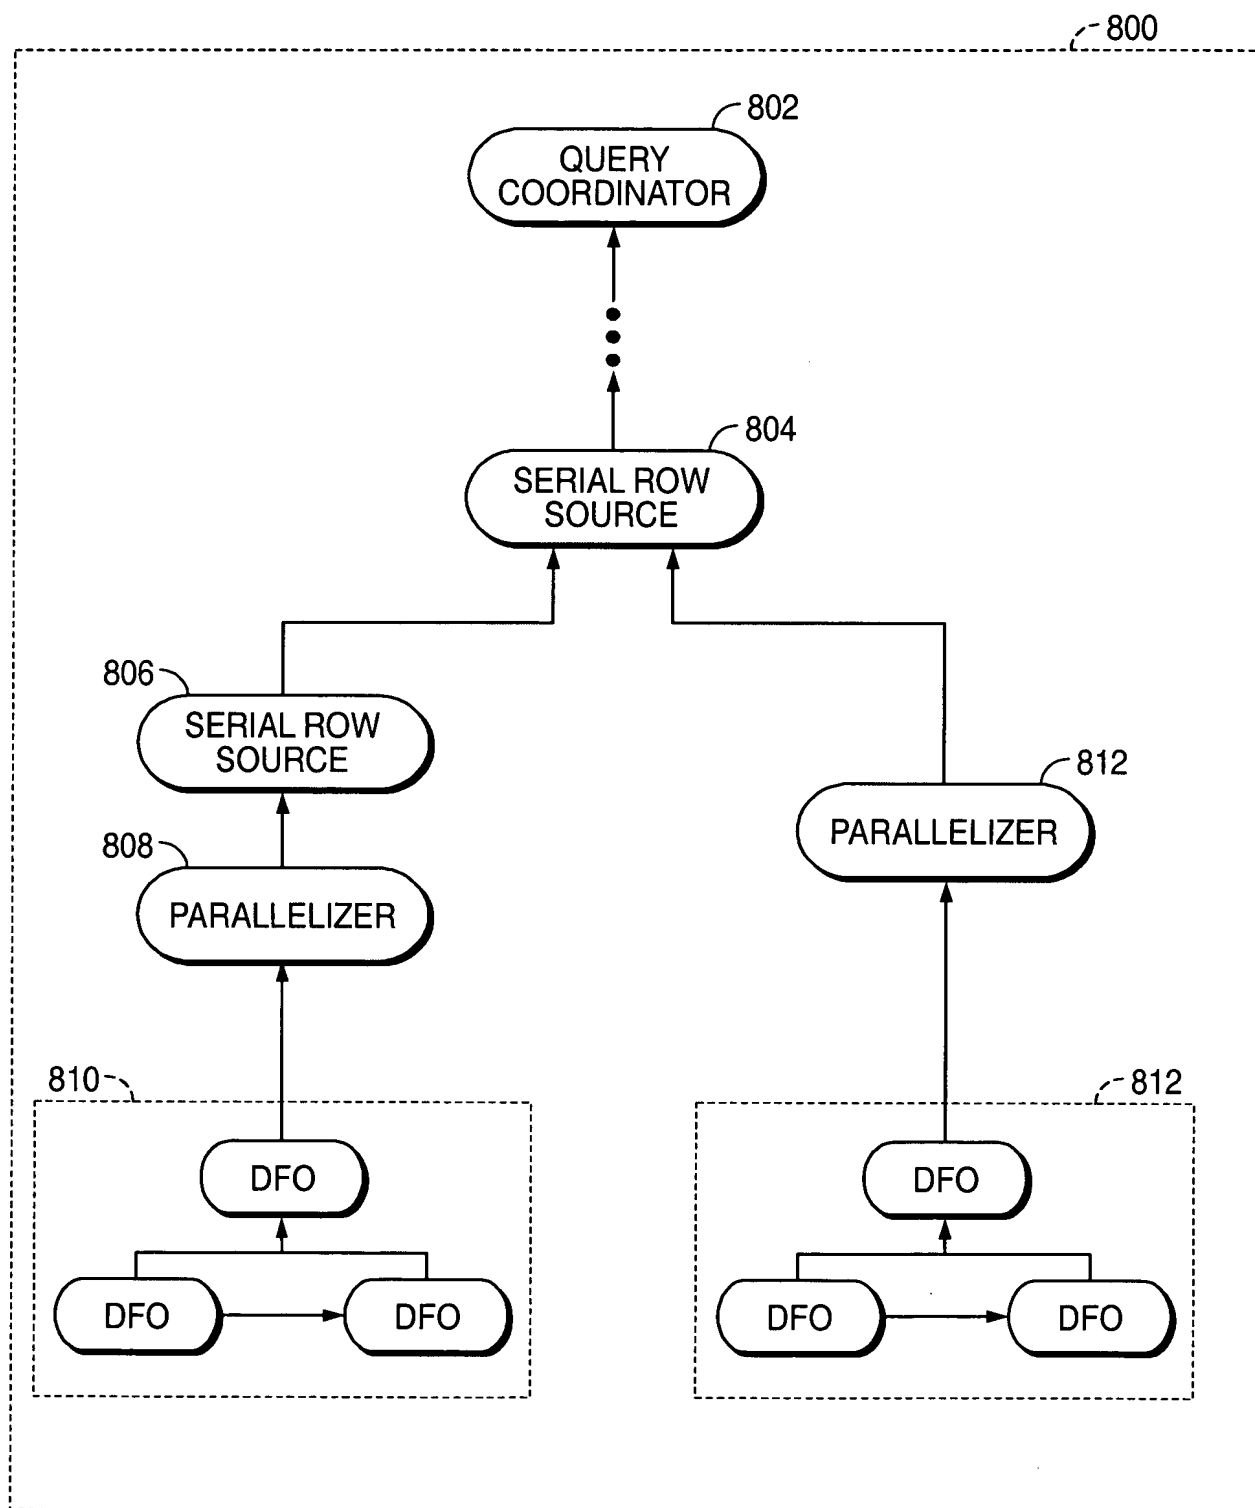 800
802
QUERY
COORDINATOR
804
SERIAL ROW
SOURCE
806
SERIAL ROW
SOURCE
812
PARALLELIZER
808
PARALLELIZER
810
812
DFO
DFO
DFO
DFO
DFO
DFO